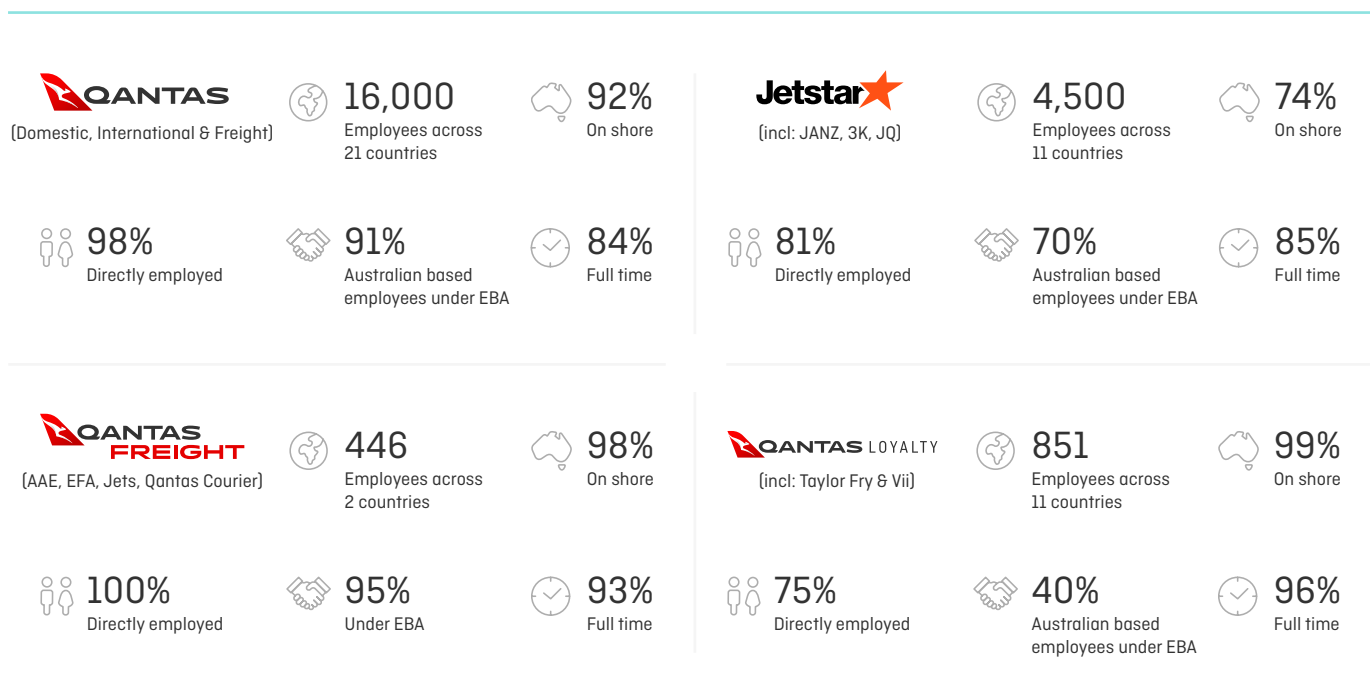 QANTAS
(Domestic, International & Freight)
16,000
Employees across
21 countries
92%
On shore
98%
Directly employed
91%
Australian based
employees under EBA
84%
Full time
Jetstar
(incl: JANZ, 3K, JQ)
4,500
Employees across
11 countries
74%
On shore
81%
Directly employed
70%
Australian based
employees under EBA
85%
Full time
QANTAS
FREIGHT
(AAE, EFA, Jets, Qantas Courier)
446
Employees across
2 countries
98%
On shore
100%
Directly employed
95%
Under EBA
93%
Full time
QANTAS LOYALTY
(incl: Taylor Fry & Vii)
851
Employees across
11 countries
99%
On shore
75%
Directly employed
40%
Australian based
employees under EBA
96%
Full time